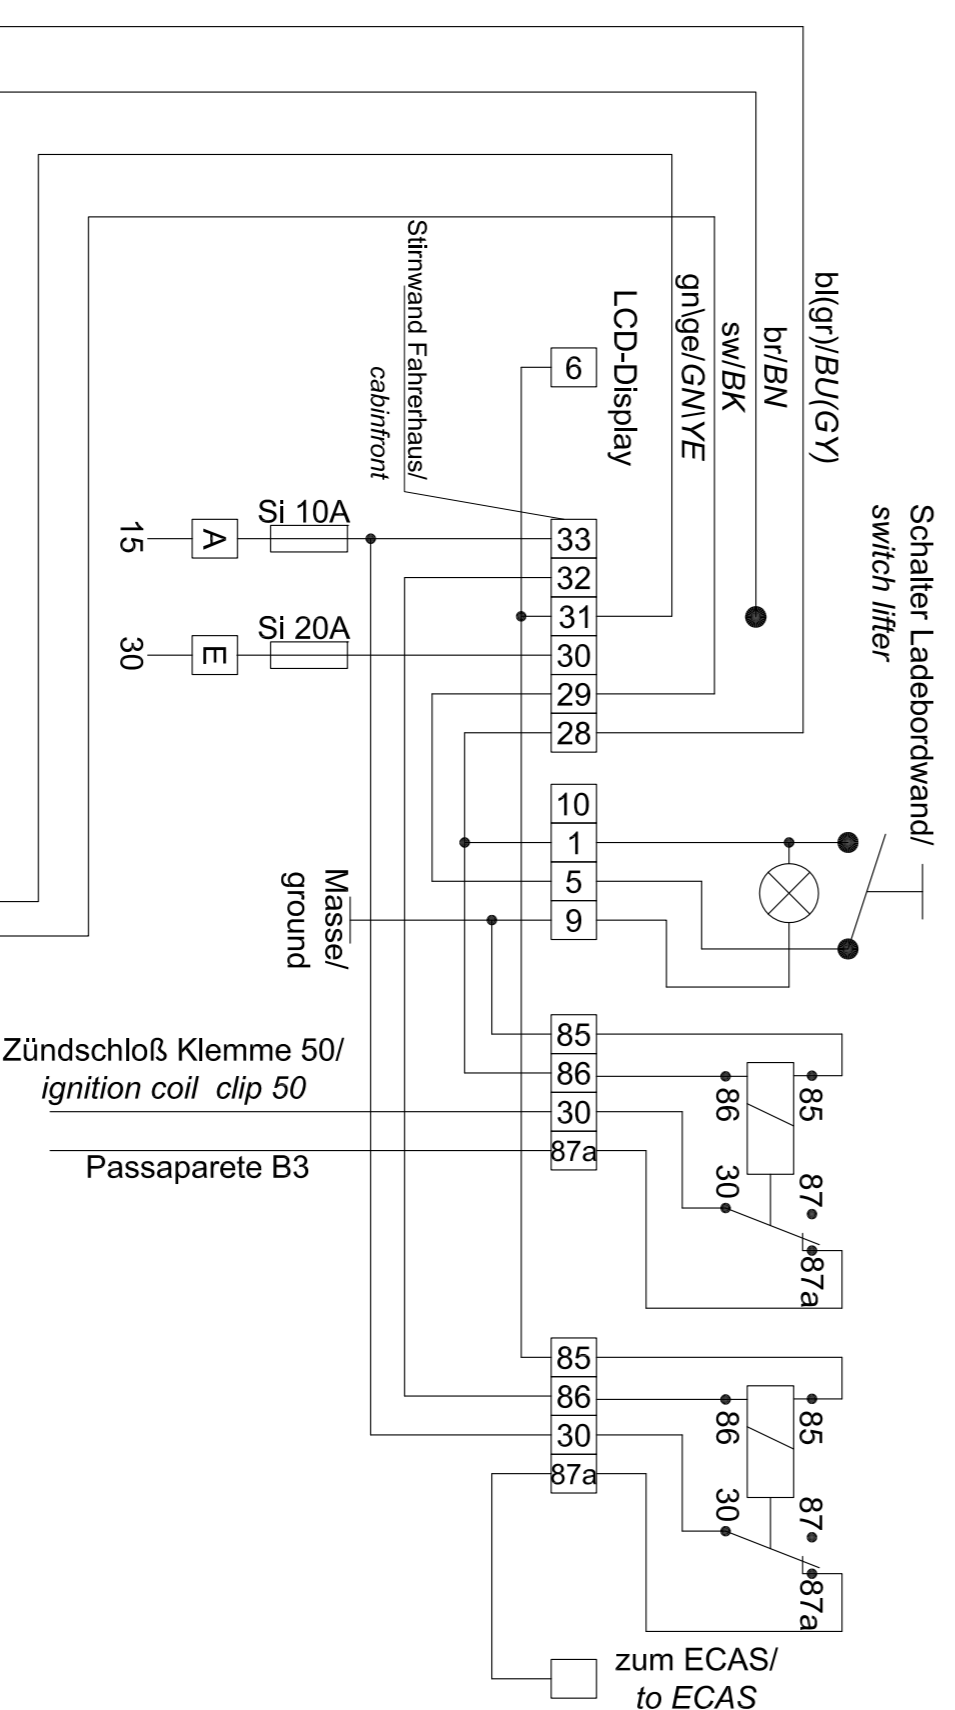 bl(gr)/BU(GY)
br/BN
sw/BK
gn\ge/GN\YE
LCD-Display
6
Stirnwand Fahrerhaus/
cabinfront
Schalter Ladebordwand/
switch lifter
15
A
Si 10A
30
E
Si 20A
33
32
31
30
29
28
10
1
5
9
Masse/
ground
Zündschloß Klemme 50/
ignition coil clip 50
Passaparete B3
85
86
30
87a
86
85
30
87
87a
85
86
30
87a
86
85
30
87
87a
zum ECAS/
to ECAS